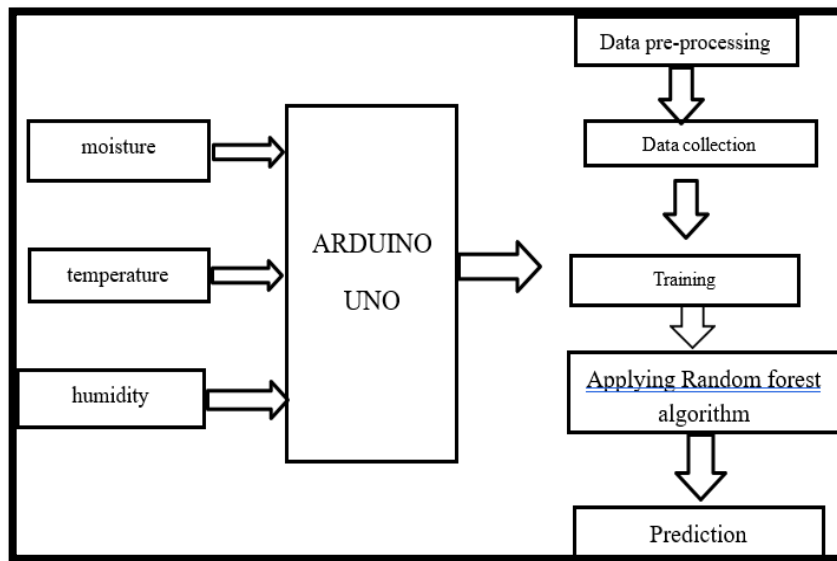 moisture
temperature
humidity
ARDUINO
UNO
Data pre-processing
Data collection
Training
Applying Random forest
algorithm
Prediction